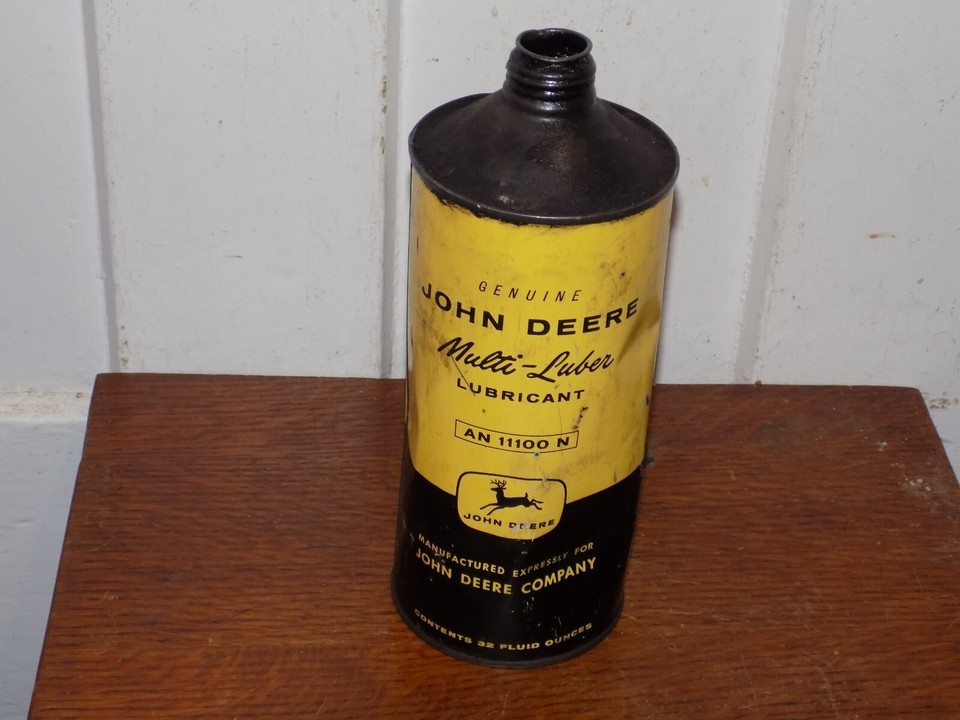 GENUINE
JOHN DEERE
Multi-Luber
LUBRICANT
AN 11100 N
JOHN DEERE
MANUFACTURED EXPRESSLY FOR
JOHN DEERE COMPANY
CONTENTS 32 FLUID OUNCES